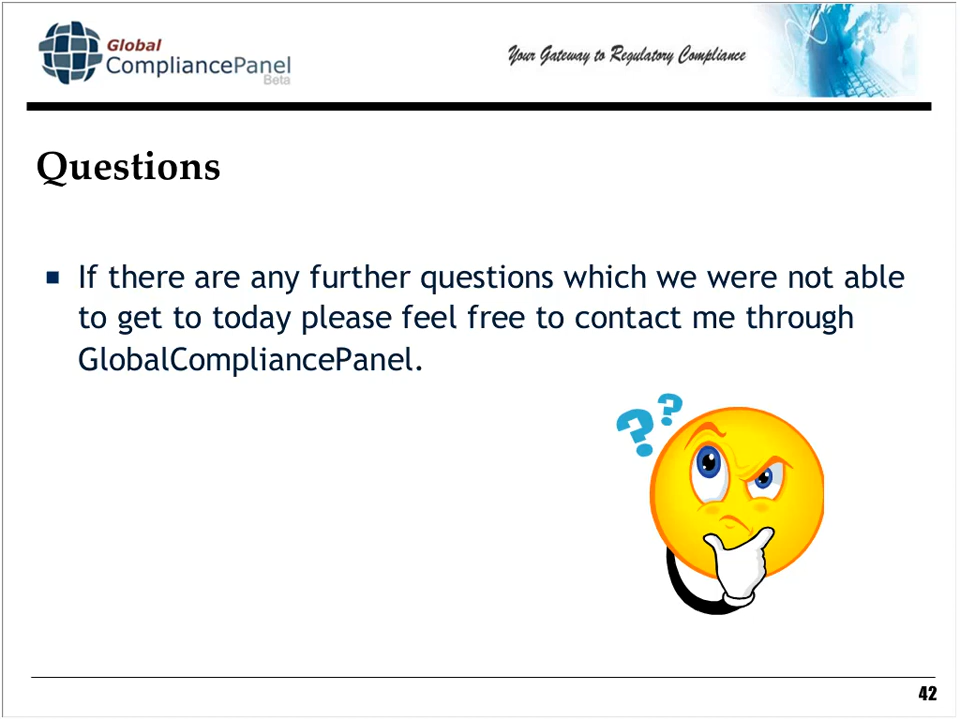 Global
CompliancePanel
Beta
Your Gateway to Regulatory Compliance
Questions
If there are any further questions which we were not able
to get to today please feel free to contact me through
GlobalCompliancePanel.
? ?
42